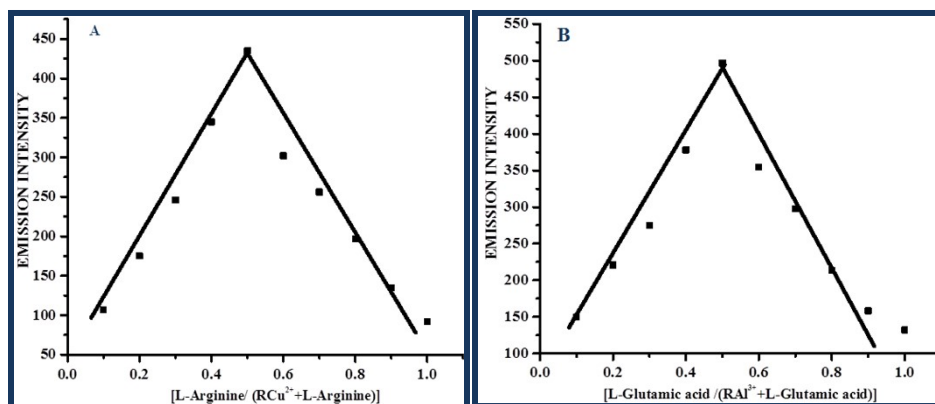 A
EMISSION INTENSITY
450
400
350
300
250
200
150
100
50
0.0 0.2 0.4 0.6 0.8 1.0
[L-Arginine/ (RCu²⁺+L-Arginine)]
B
EMISSION INTENSITY
500
450
400
350
300
250
200
150
100
0.0 0.2 0.4 0.6 0.8 1.0
[L-Glutamic acid /(RAl³⁺+L-Glutamic acid)]